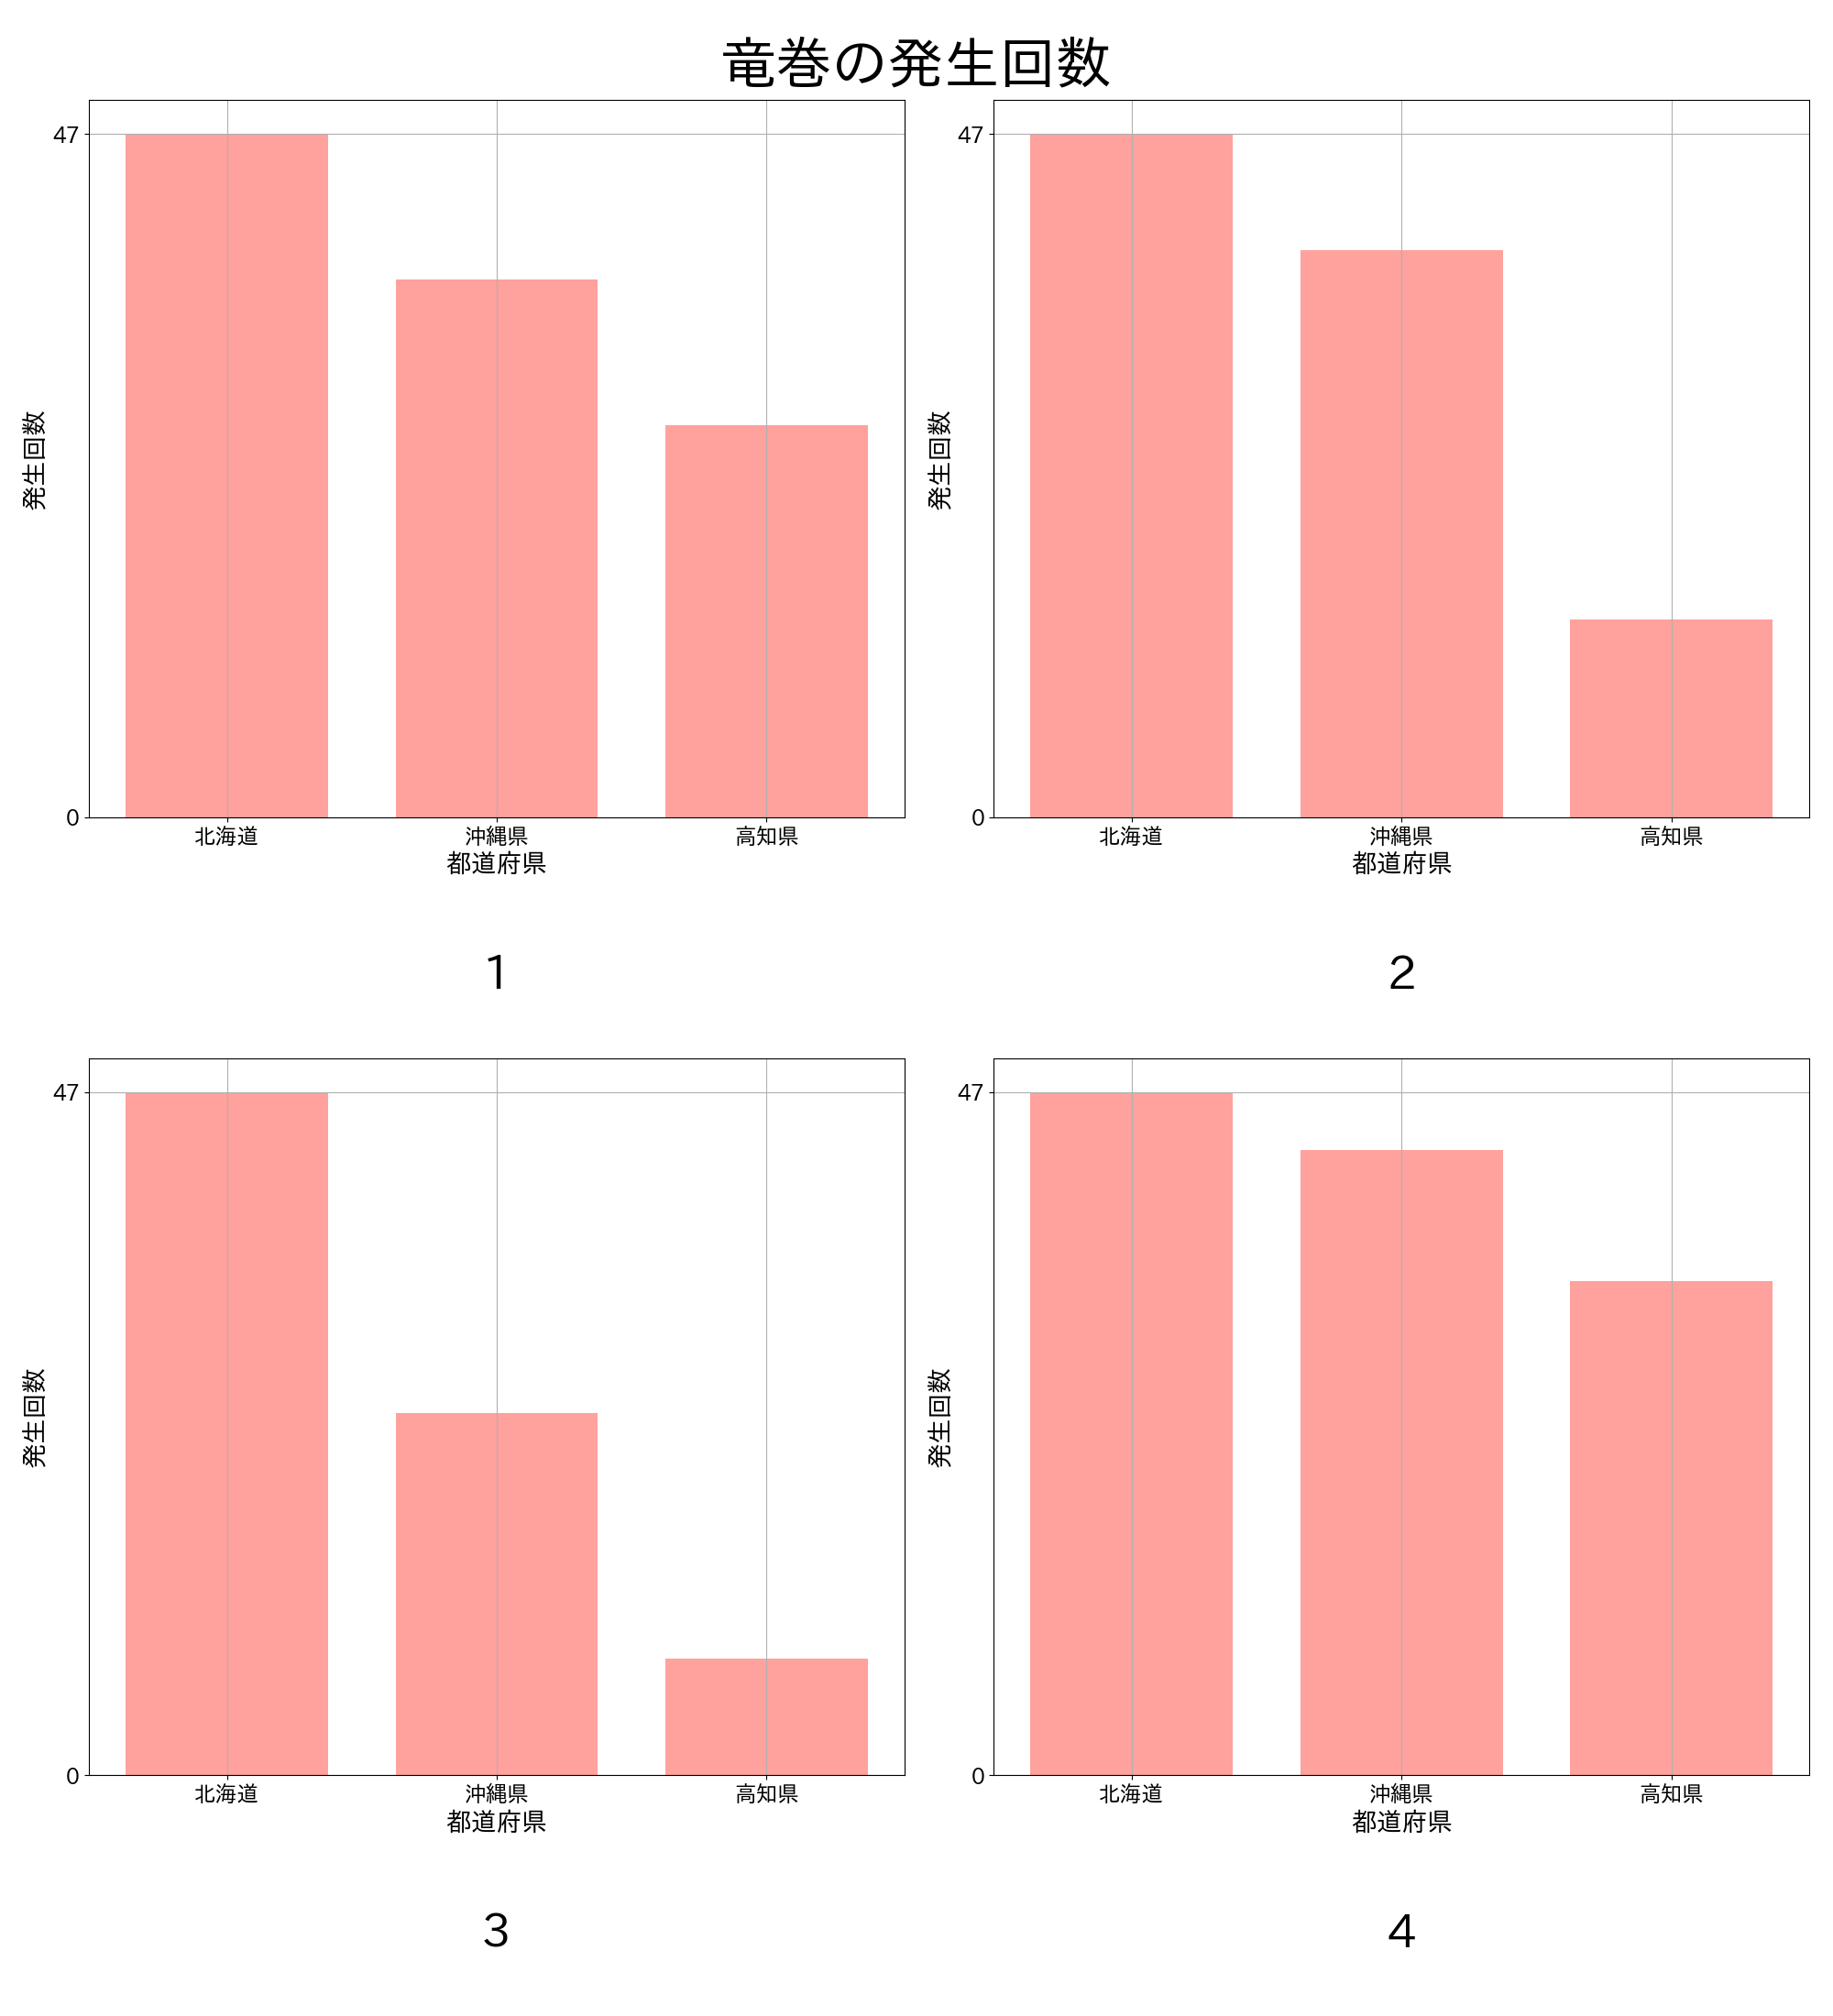 竜巻の発生回数
47
0
発生回数
北海道 沖縄県 高知県
都道府県
1
47
0
発生回数
北海道 沖縄県 高知県
都道府県
2
47
0
発生回数
北海道 沖縄県 高知県
都道府県
3
47
0
発生回数
北海道 沖縄県 高知県
都道府県
4